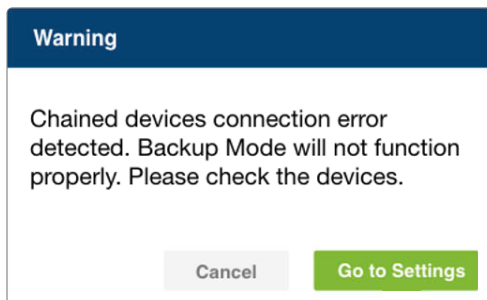 Warning
Chained devices connection error
detected. Backup Mode will not function
properly. Please check the devices.
Cancel
Go to Settings